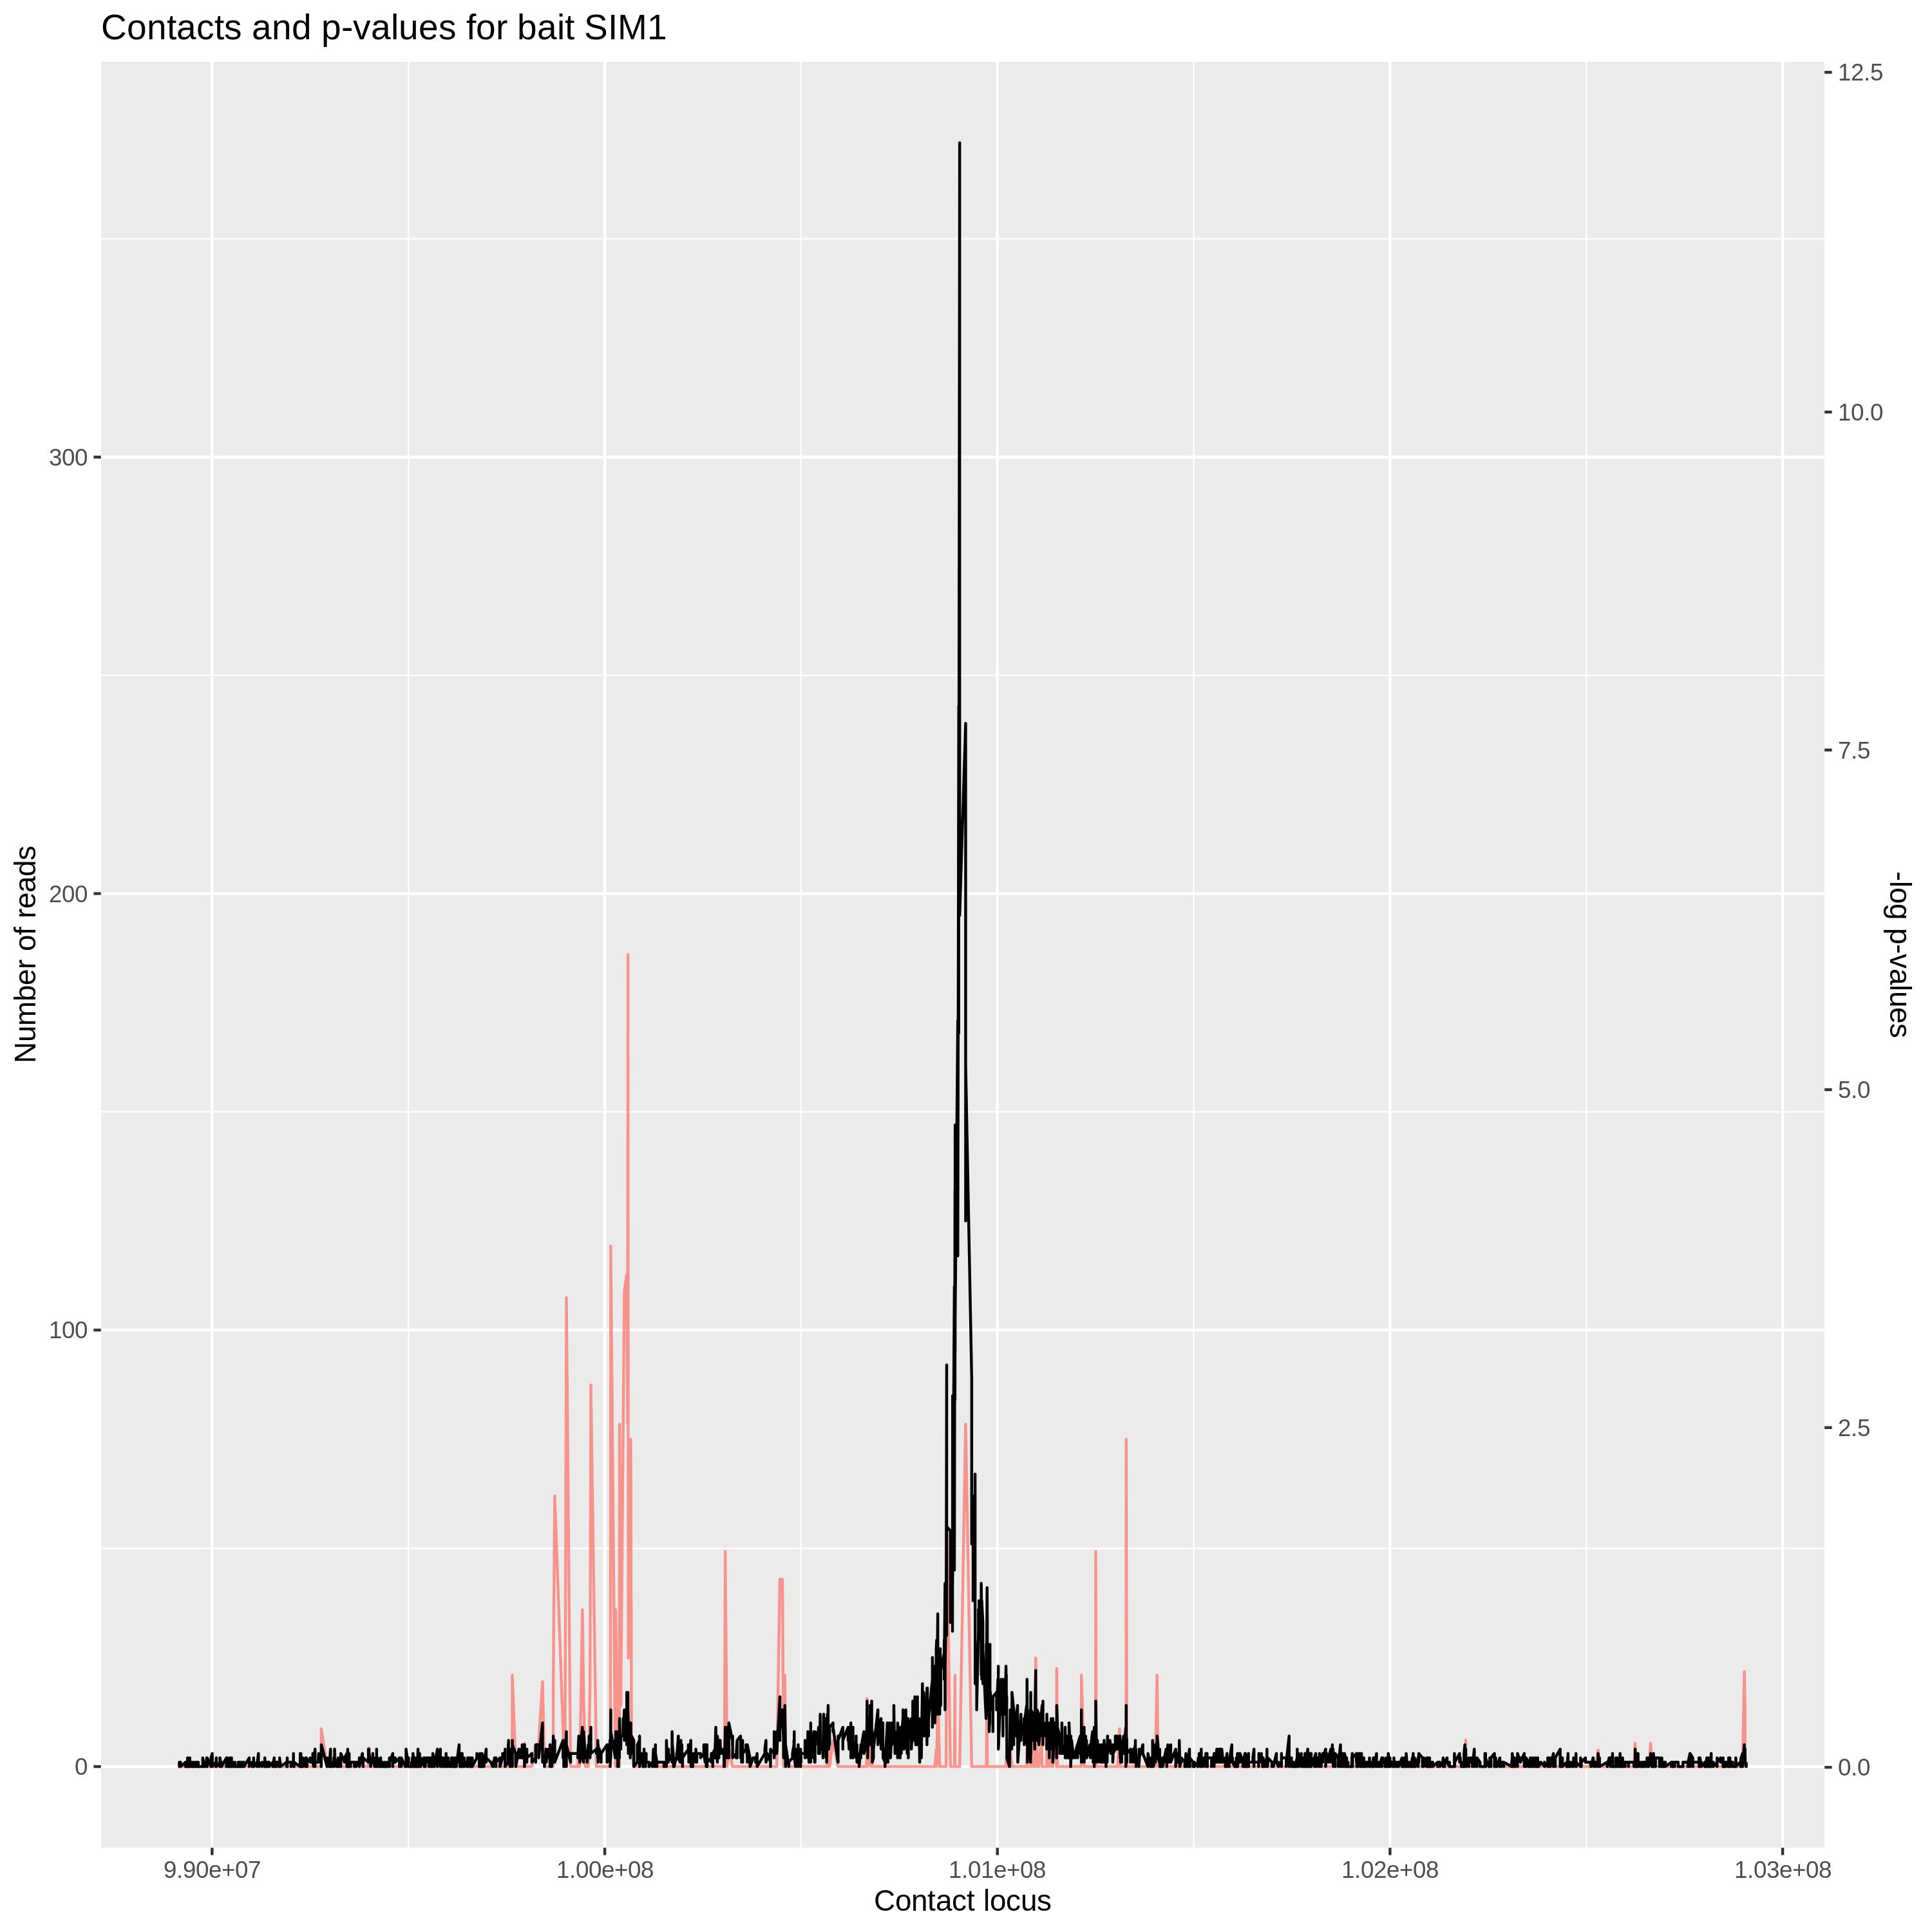 Contacts and p-values for bait SIM1
12.5
10.0
300
7.5
200
Number of reads
-log p-values
5.0
100
2.5
0
0.0
9.90e+07
1.00e+08
1.01e+08
1.02e+08
1.03e+08
Contact locus